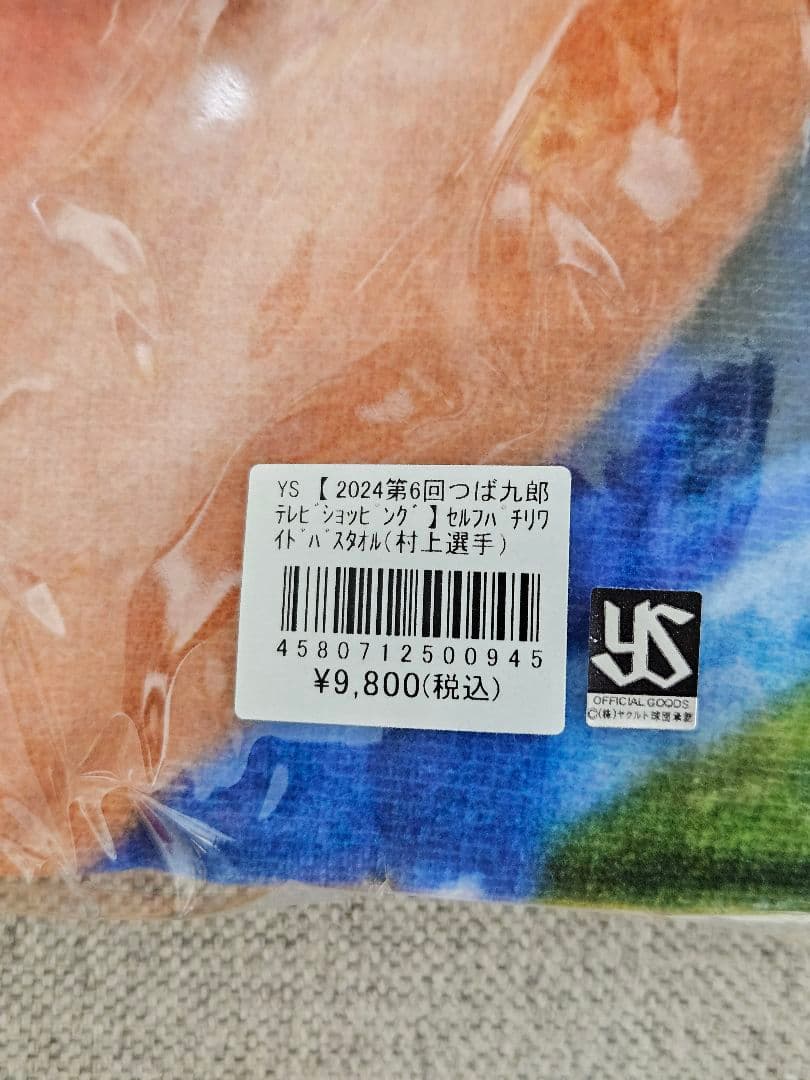 YS 【2024第6回つば九郎
ﾃﾚﾋﾞｼｮｯﾋﾟﾝｸﾞ】ｾﾙﾌﾊﾟﾁﾘﾜ
ｲﾄﾞﾊﾞｽﾀｵﾙ(村上選手)
4580712500945
¥9,800(税込)
YS
OFFICIAL GOODS
©(株)ヤクルト球団承認